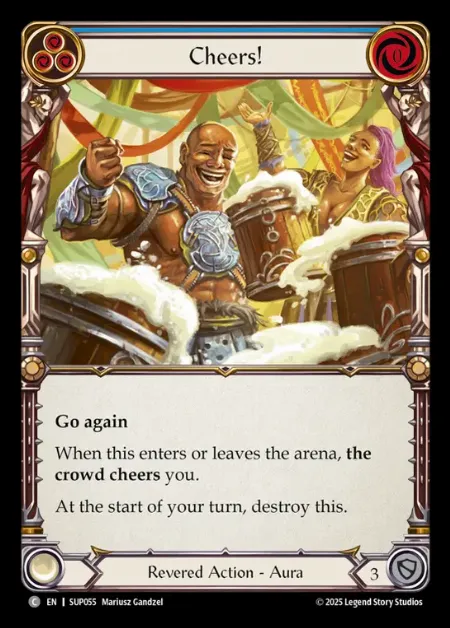 Cheers!
0
Go again
When this enters or leaves the arena, the
crowd cheers you.
At the start of your turn, destroy this.
Revered Action - Aura
3
C EN | SUP055 Mariusz Gandzel
© 2025 Legend Story Studios